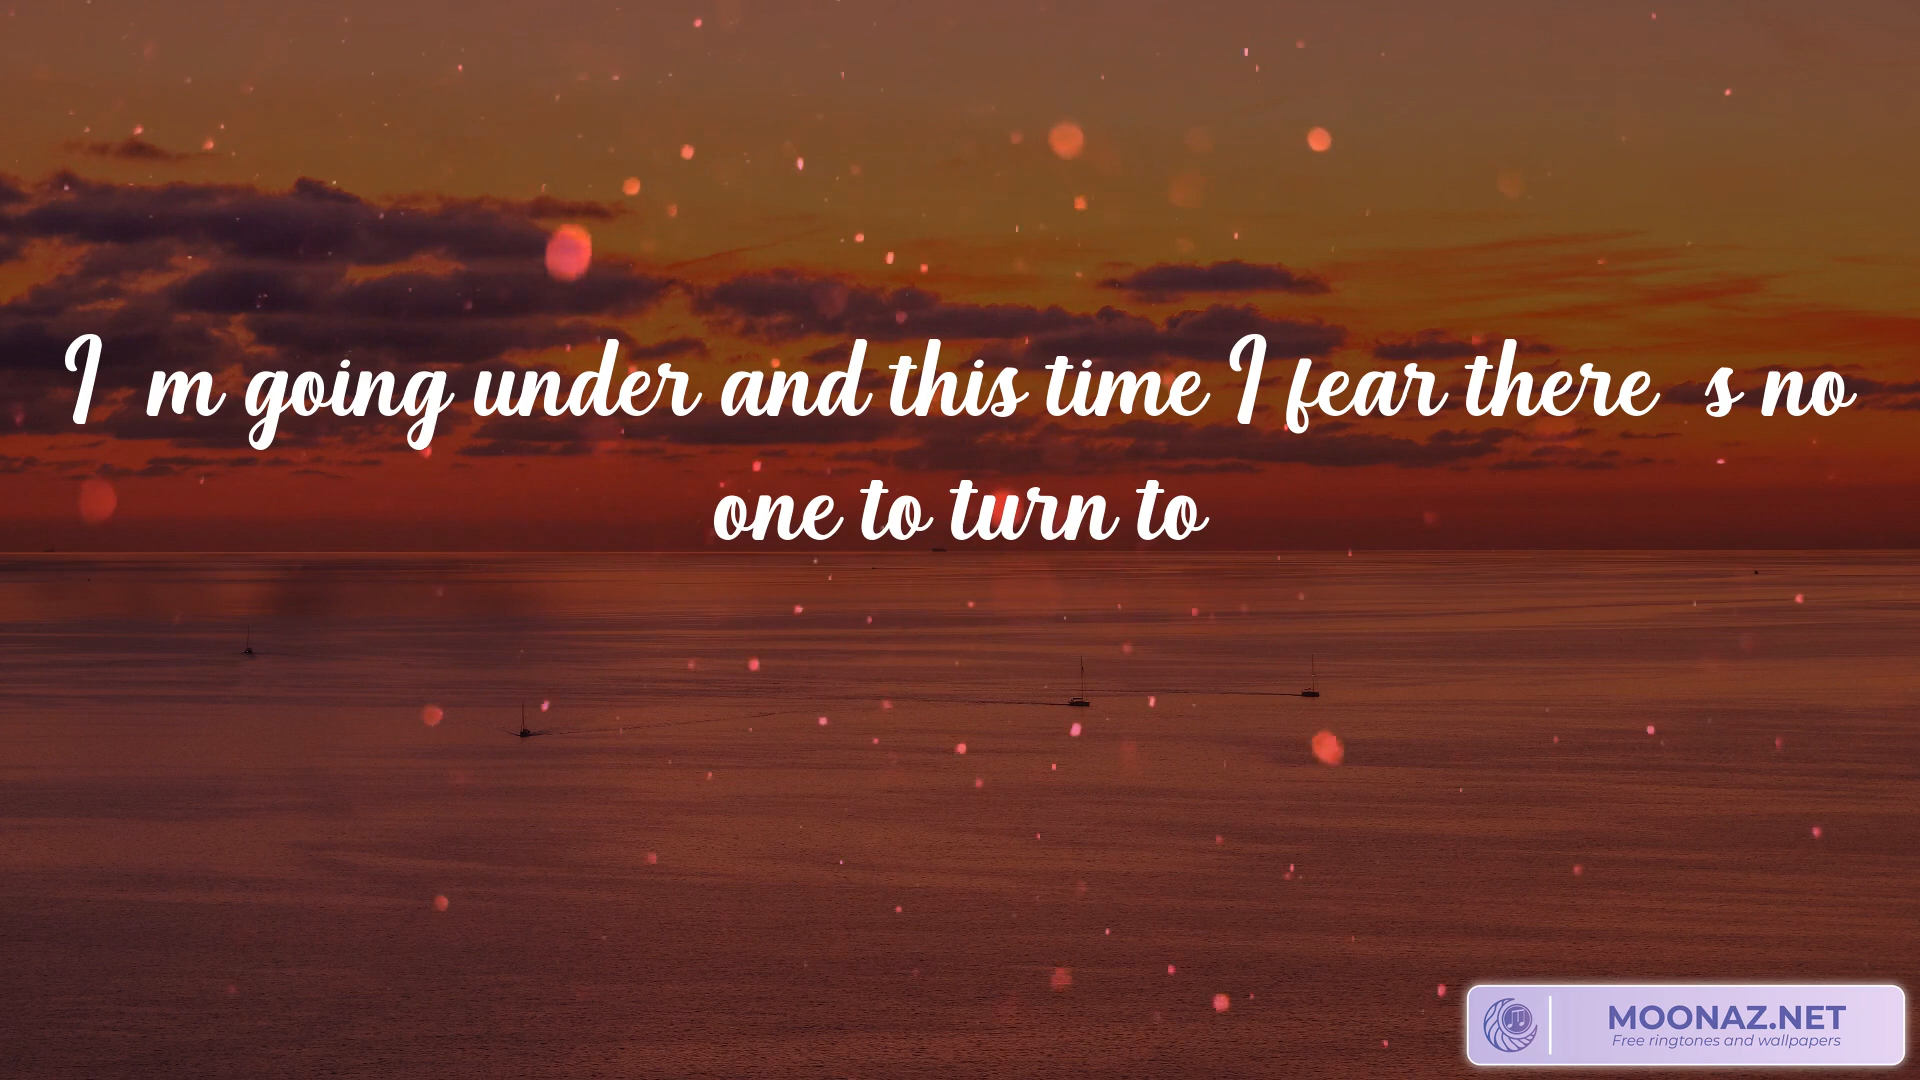 I m going under and this time I fear there s no
one to turn to
MOONAZ.NET
Free ringtones and wallpapers